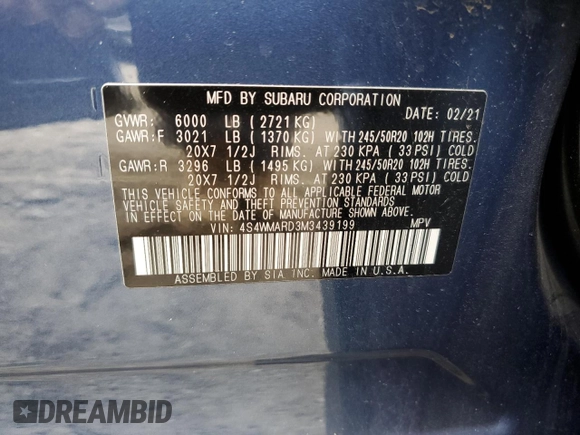 MFD BY SUBARU CORPORATION
DATE: 02/21
GVWR: 6000 LB ( 2721 KG)
GAWR:F 3021 LB ( 1370 KG) WITH 245/50R20 102H TIRES.
20X7 1/2J RIMS. AT 230 KPA ( 33 PSI) COLD
GAWR:R 3296 LB ( 1495 KG) WITH 245/50R20 102H TIRES.
20X7 1/2J RIMS. AT 230 KPA ( 33 PSI) COLD
THIS VEHICLE CONFORMS TO ALL APPLICABLE FEDERAL MOTOR
VEHICLE SAFETY AND THEFT PREVENTION STANDARDS
IN EFFECT ON THE DATE OF MANUFACTURE SHOWN ABOVE.
VIN: 4S4WMARD3M3439199 MPV
ASSEMBLED BY SIA, INC. MADE IN U.S.A.
DREAMBID